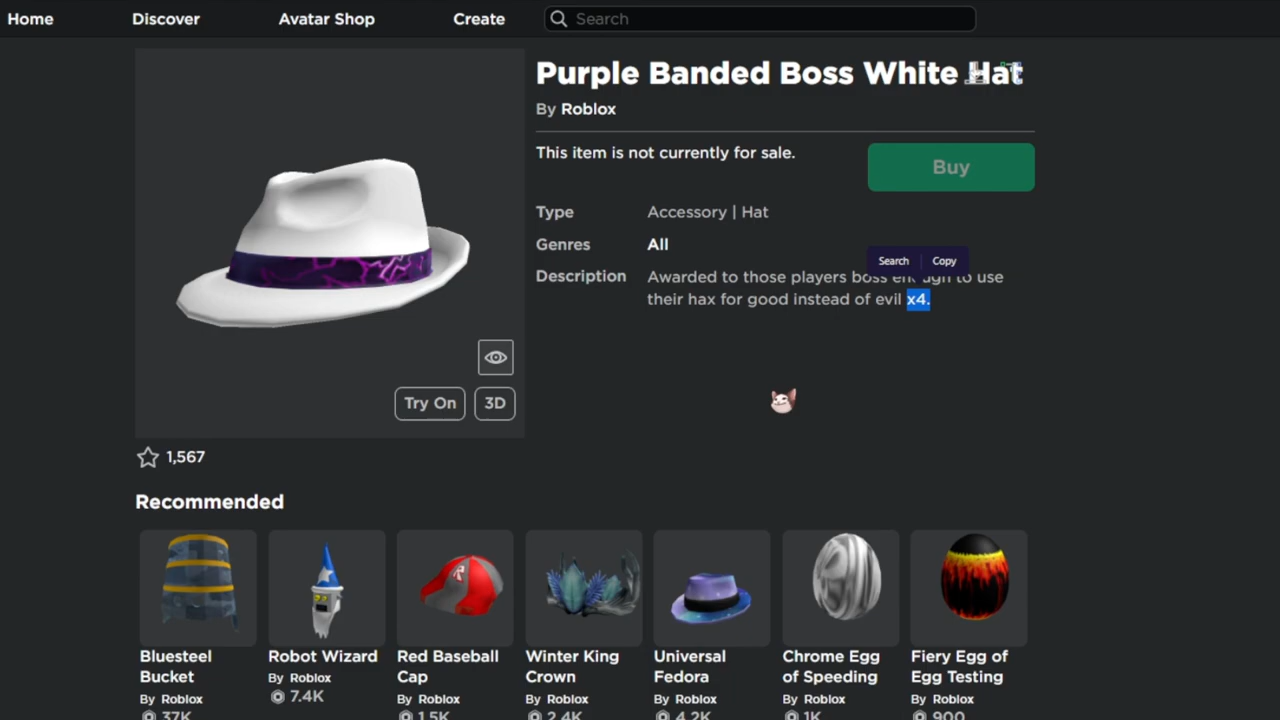 Home Discover Avatar Shop Create Search
Purple Banded Boss White Hat
By Roblox
This item is not currently for sale.
Buy
Type Accessory | Hat
Genres All
Search Copy
Description Awarded to those players boss enough to use
their hax for good instead of evil x4.
Try On 3D
1,567
Recommended
Bluesteel
Bucket
By Roblox
37K
Robot Wizard
By Roblox
7.4K
Red Baseball
Cap
By Roblox
1.5K
Winter King
Crown
By Roblox
2.4K
Universal
Fedora
By Roblox
4.2K
Chrome Egg
of Speeding
By Roblox
1K
Fiery Egg of
Egg Testing
By Roblox
900